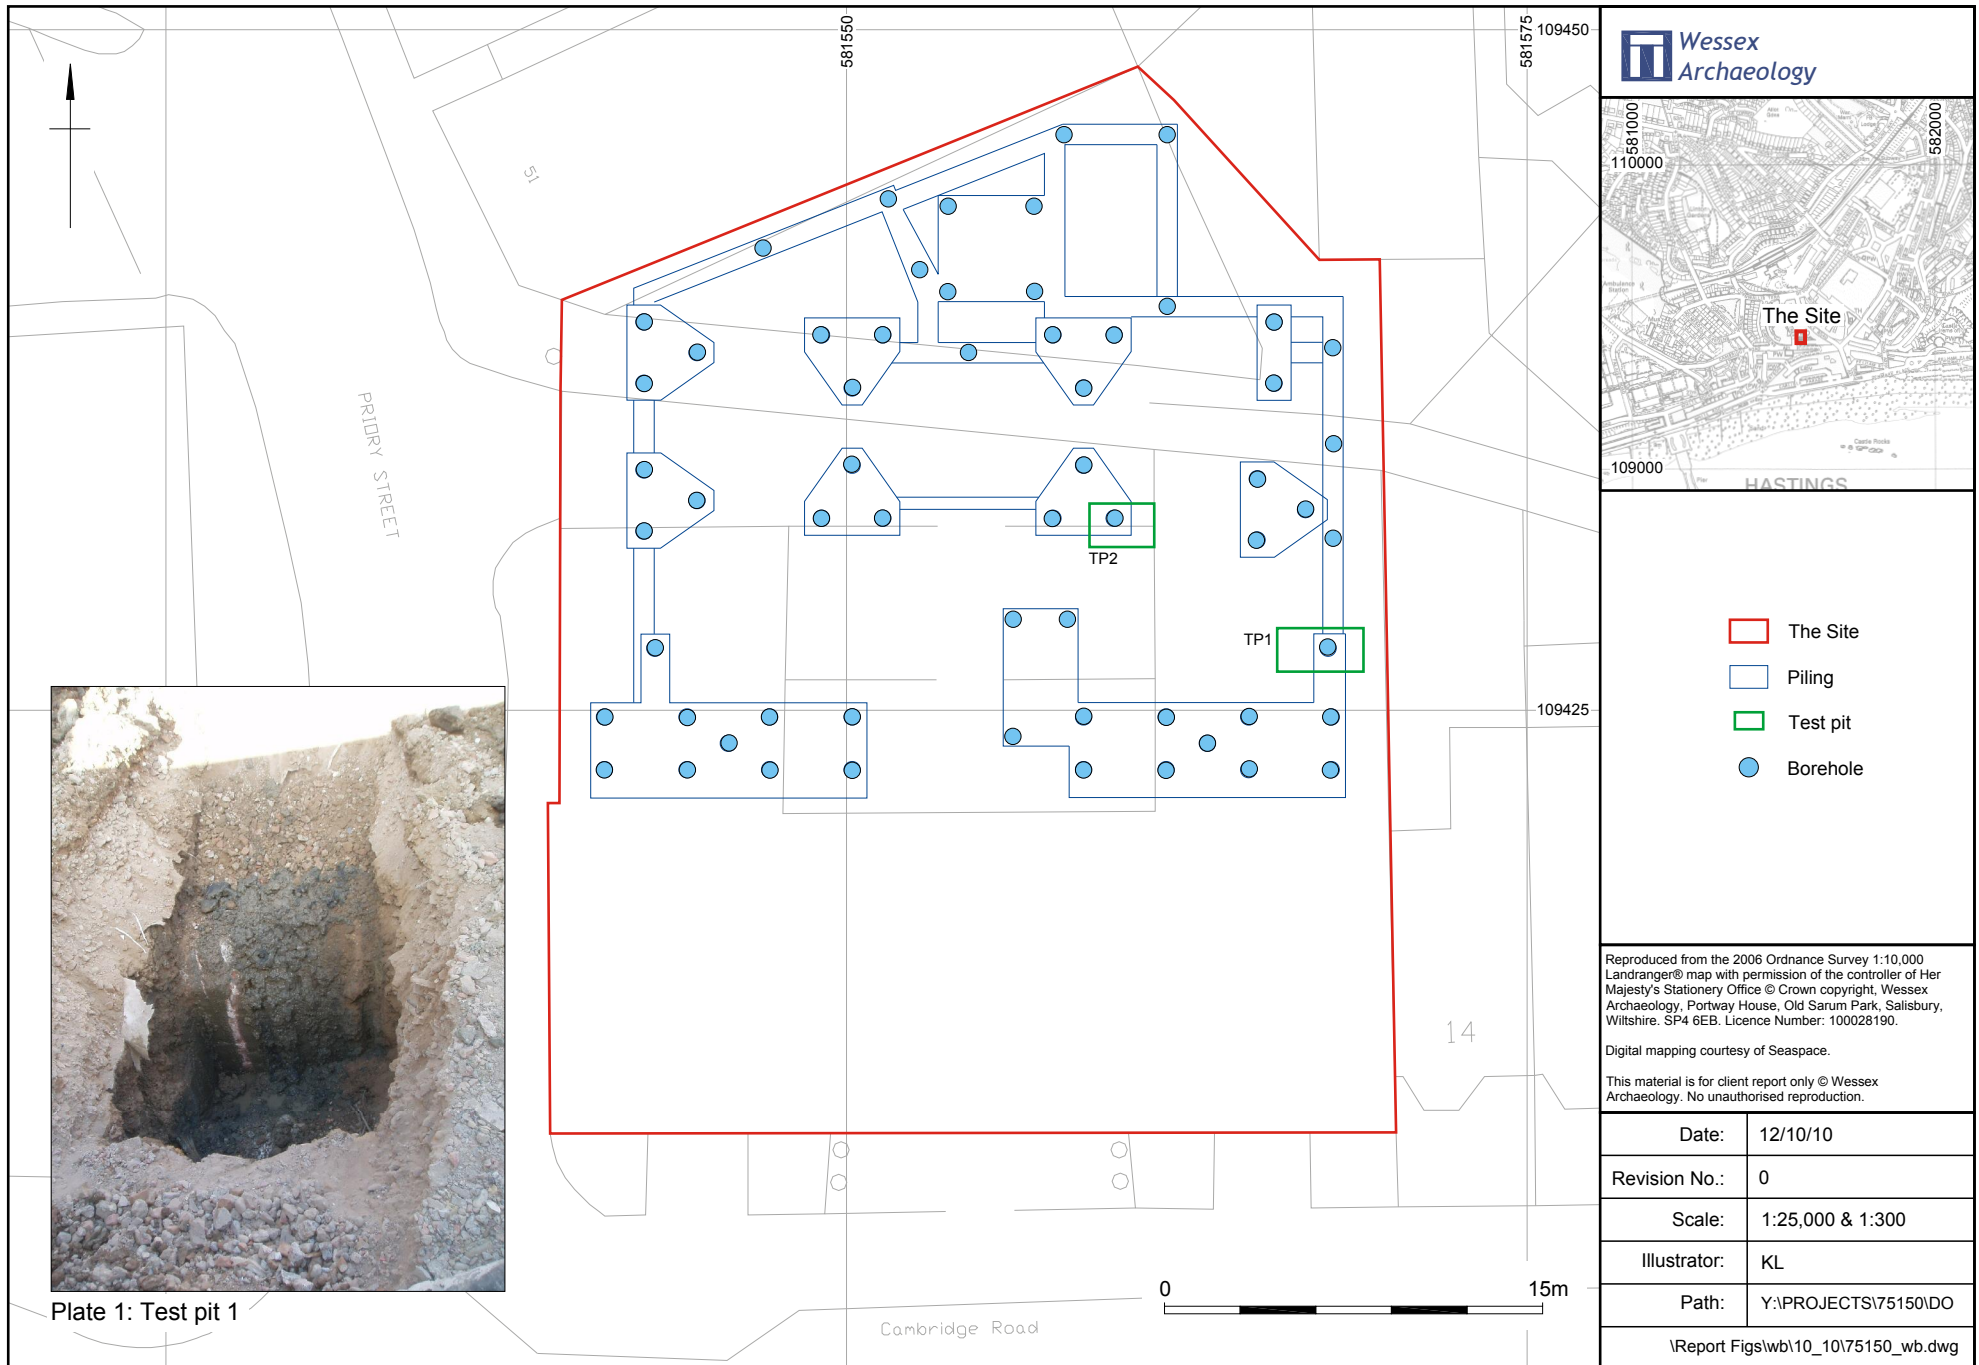 581550
581575
109450
51
PRIORY STREET
TP2
TP1
109425
14
Plate 1: Test pit 1
0
15m
Cambridge Road
Wessex
Archaeology
581000
582000
110000
The Site
Castle Rocks
109000
HASTINGS
The Site
Piling
Test pit
Borehole
Reproduced from the 2006 Ordnance Survey 1:10,000
Landranger® map with permission of the controller of Her
Majesty's Stationery Office © Crown copyright, Wessex
Archaeology, Portway House, Old Sarum Park, Salisbury,
Wiltshire. SP4 6EB. Licence Number: 100028190.
Digital mapping courtesy of Seaspace.
This material is for client report only © Wessex
Archaeology. No unauthorised reproduction.
Date: 12/10/10
Revision No.: 0
Scale: 1:25,000 & 1:300
Illustrator: KL
Path: Y:\PROJECTS\75150\DO
\Report Figs\wb\10_10\75150_wb.dwg